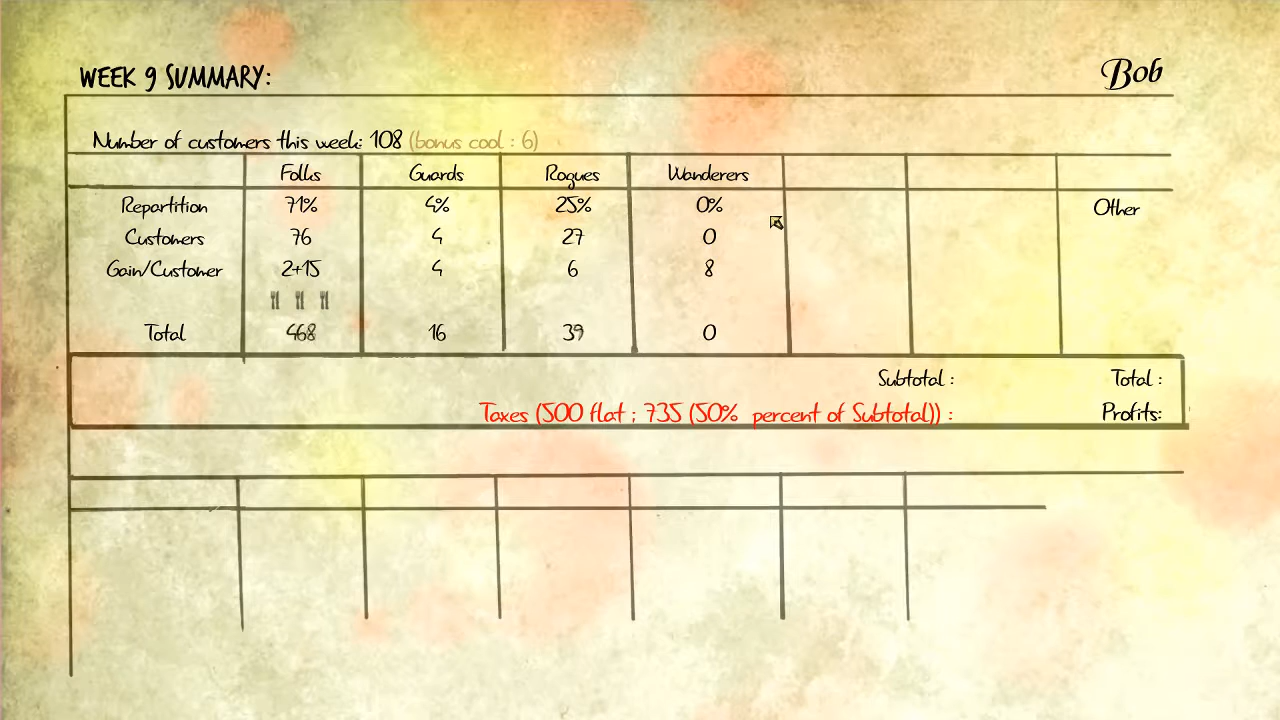 WEEK 9 SUMMARY: Bob
Number of customers this week: 108 (bonus cool : 6)
Folks Guards Rogues Wanderers
Repartition 71% 4% 25% 0% Other
Customers 76 4 27 0
Gain/Customer 2+15 4 6 8
Total 468 16 39 0
Subtotal : Total :
Taxes (500 flat ; 735 (50% percent of Subtotal)) : Profits: